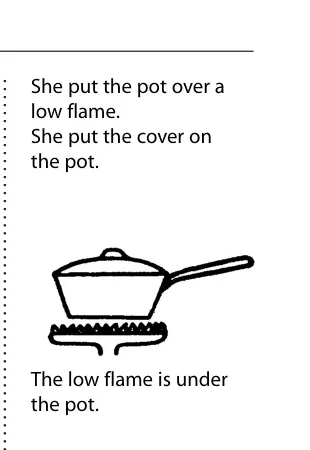 She put the pot over a
low flame.
She put the cover on
the pot.
The low flame is under
the pot.